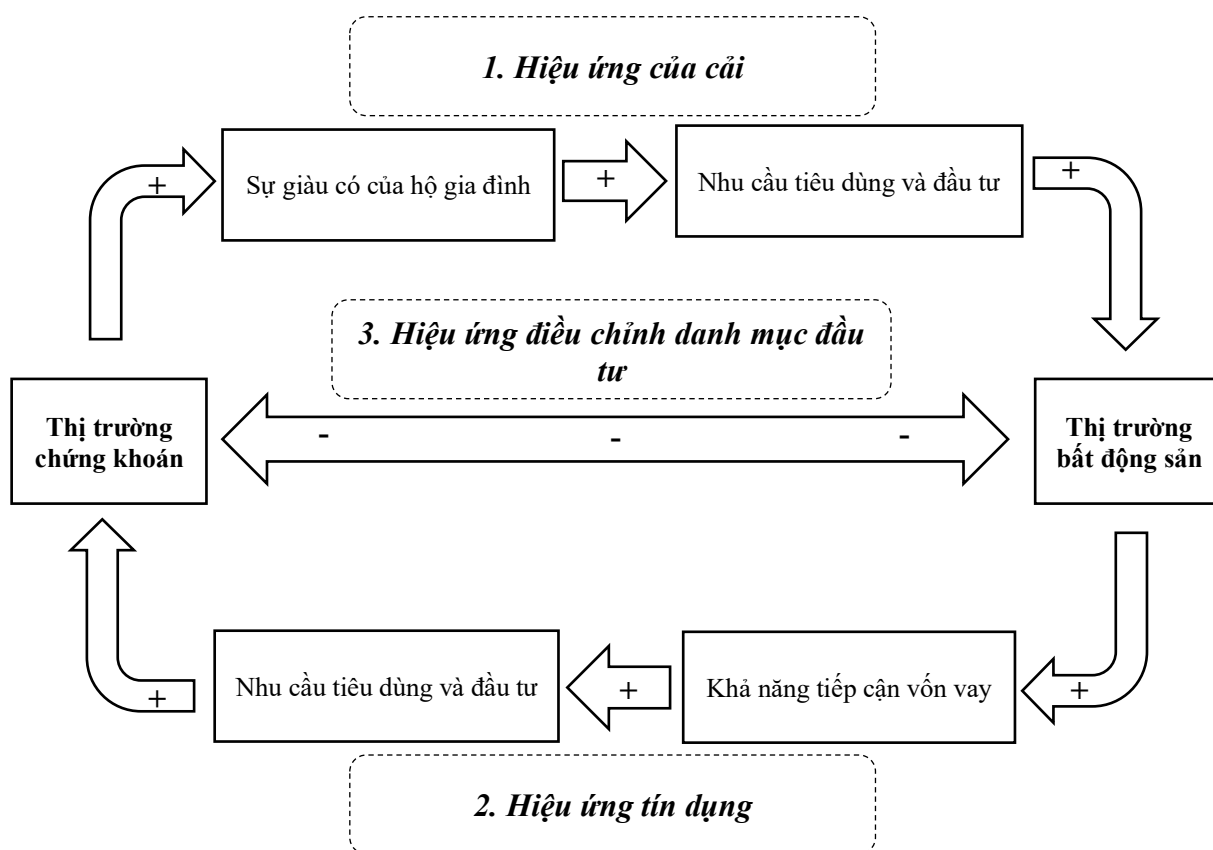 1. Hiệu ứng của cải
+
Sự giàu có của hộ gia đình
+
Nhu cầu tiêu dùng và đầu tư
+
3. Hiệu ứng điều chỉnh danh mục đầu
tư
Thị trường
chứng khoán
- - -
Thị trường
bất động sản
+
Nhu cầu tiêu dùng và đầu tư
+
Khả năng tiếp cận vốn vay
+
2. Hiệu ứng tín dụng